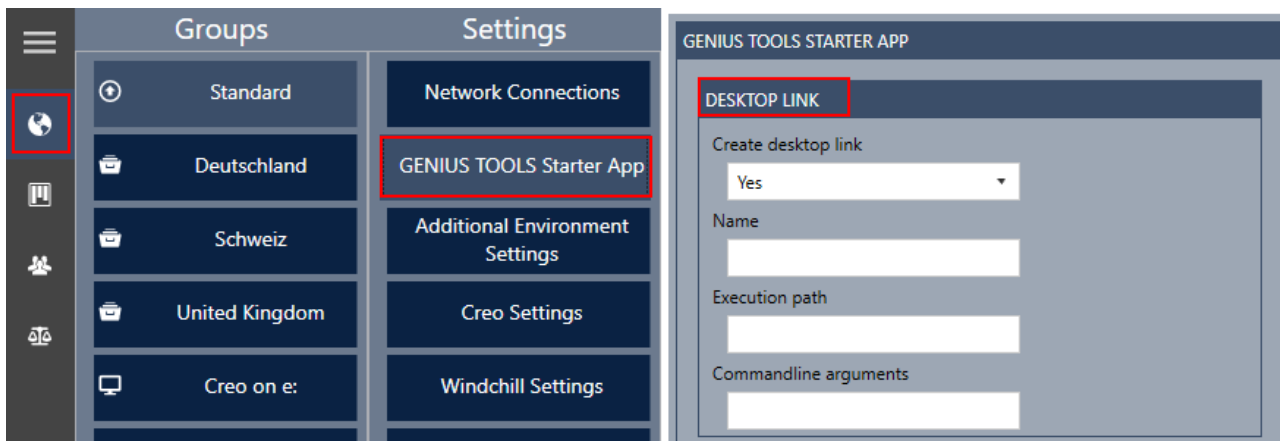 Groups
Standard
Deutschland
Schweiz
United Kingdom
Creo on e:
Settings
Network Connections
GENIUS TOOLS Starter App
Additional Environment
Settings
Creo Settings
Windchill Settings
GENIUS TOOLS STARTER APP
DESKTOP LINK
Create desktop link
Yes
Name
Execution path
Commandline arguments